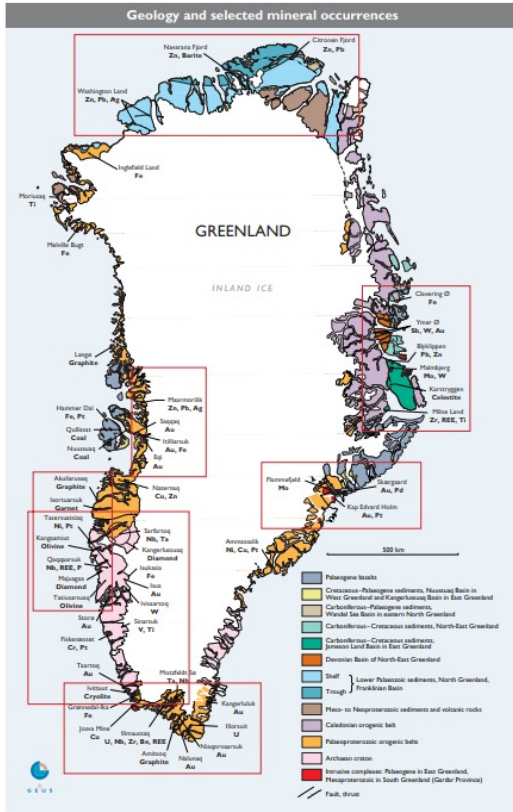 Geology and selected mineral occurrences
Citronen Fjord
Zn, Pb
Navarana Fjord
Zn, Barite
Washington Land
Zn, Pb, Ag
Inglefield Land
Fe
Moriusaq
Ti
Melville Bugt
Fe
GREENLAND
INLAND ICE
Clavering Ø
Fe
Ymer Ø
Sb, W, Au
Blyklippen
Pb, Zn
Malmbjerg
Mo, W
Karstryggen
Celestite
Milne Land
Zr, REE, Ti
Langø
Graphite
Hammer Dal
Fe, Pt
Qullissat
Coal
Nuussuaq
Coal
Maarmorilik
Zn, Pb, Ag
Saqqaq
Au
Itilliarsuk
Au, Fe
Eqi
Au
Akuliaruseq
Graphite
Isortuarsuk
Garnet
Tasersuatsiaq
Ni, Pt
Kangaamiut
Olivine
Qaqqaarsuk
Nb, REE, P
Majuagaa
Diamond
Tasiusarsuaq
Olivine
Storø
Au
Fiskenæsset
Cr, Pt
Taartoq
Au
Ivittuut
Cryolite
Grønnedal-Ika
Fe
Josva Mine
Cu
Naternaq
Cu, Zn
Sarfartoq
Nb, Ta
Kangerlussuaq
Diamond
Isukasia
Fe
Isua
Au
Ivisaartoq
W
Sinarsuk
V, Ti
Motzfeldt Sø
Ta, Nb
Kangerluluk
Au
Illorsuit
U
Niaqornaarsuk
Au
Nalunaq
Au
Amitsoq
Graphite
Ilimaussaq
U, Nb, Zr, Be, REE
Flammefjeld
Mo
Skærgaard
Au, Pd
Kap Edvard Holm
Au, Pt
Ammassalik
Ni, Cu, Pt
500 km
Palaeogene basalts
Cretaceous–Palaeogene sediments, Nuussuaq Basin in
West Greenland and Kangerlussuaq Basin in East Greenland
Carboniferous–Palaeogene sediments,
Wandel Sea Basin in eastern North Greenland
Carboniferous–Cretaceous sediments, North-East Greenland
Carboniferous–Cretaceous sediments,
Jameson Land Basin in East Greenland
Devonian Basin of North-East Greenland
Shelf
Trough
Lower Palaeozoic sediments, North Greenland,
Franklinian Basin
Meso- to Neoproterozoic sediments and volcanic rocks
Caledonian orogenic belt
Palaeoproterozoic orogenic belts
Archaean craton
Intrusive complexes: Palaeogene in East Greenland,
Mesoproterozoic in South Greenland (Gardar Province)
Fault, thrust
G E U S